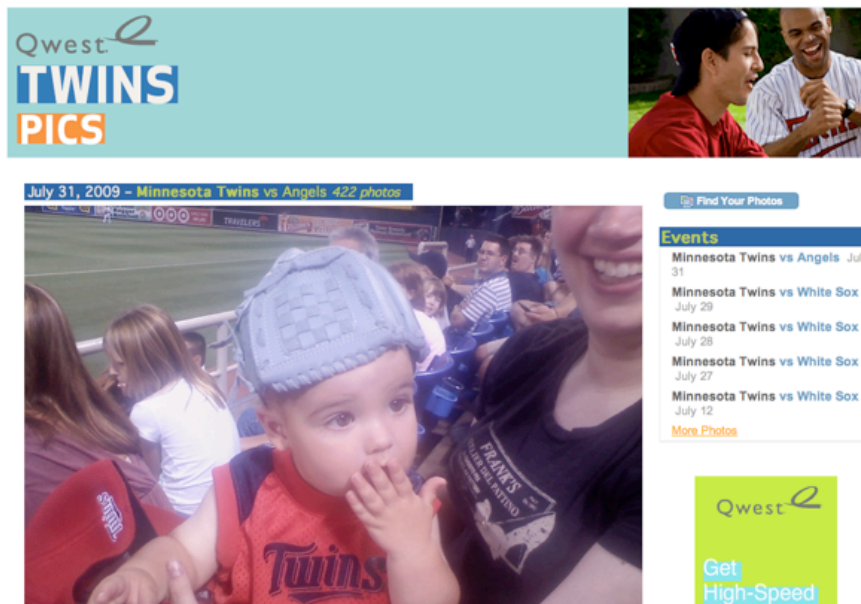 Qwest
TWINS
PICS
July 31, 2009 – Minnesota Twins vs Angels 422 photos
TRAVELERS
Twins
Twins
FRANK'S
Find Your Photos
Events
Minnesota Twins vs Angels Jul
31
Minnesota Twins vs White Sox
July 29
Minnesota Twins vs White Sox
July 28
Minnesota Twins vs White Sox
July 27
Minnesota Twins vs White Sox
July 12
More Photos
Qwest
Get
High-Speed